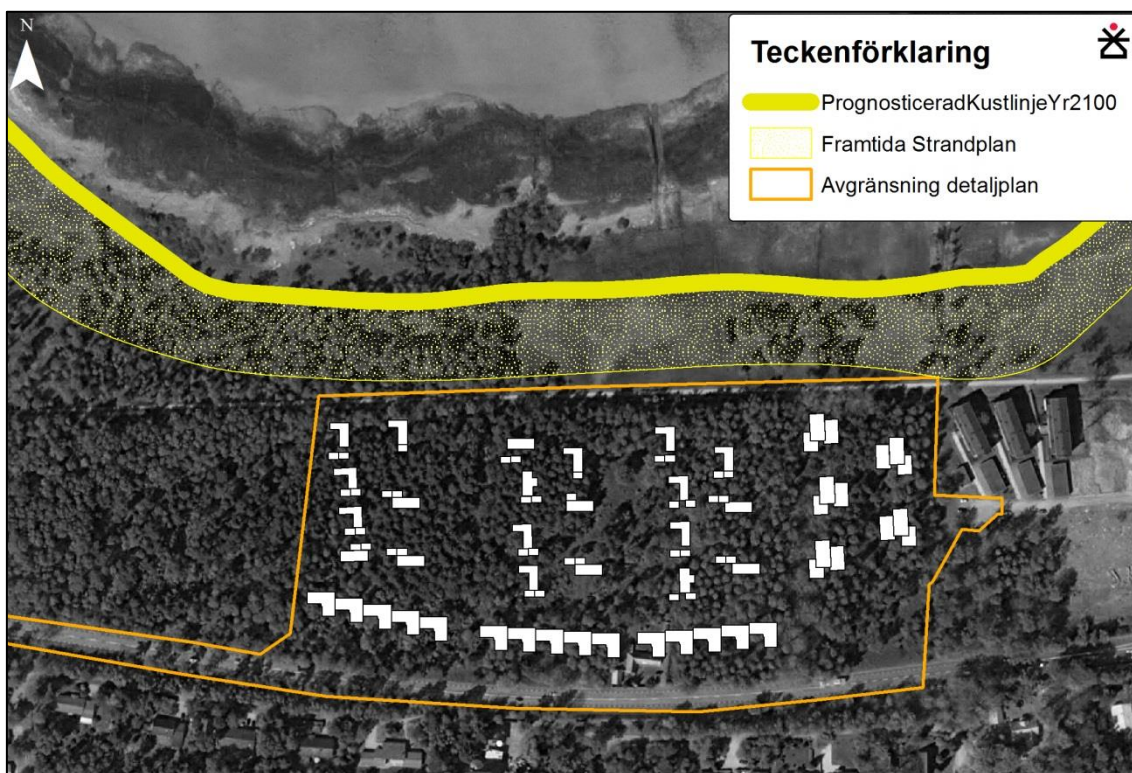 N
Teckenförklaring
PrognosticeradKustlinjeYr2100
Framtida Strandplan
Avgränsning detaljplan